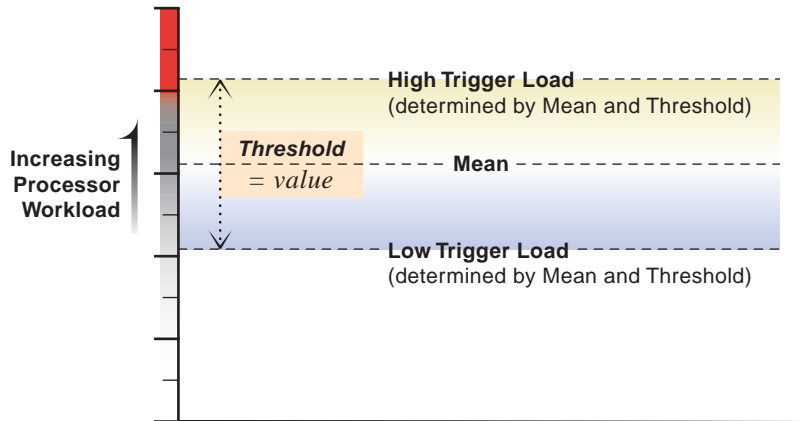 High Trigger Load
(determined by Mean and Threshold)
Increasing
Processor
Workload
Threshold
= value
Mean
Low Trigger Load
(determined by Mean and Threshold)